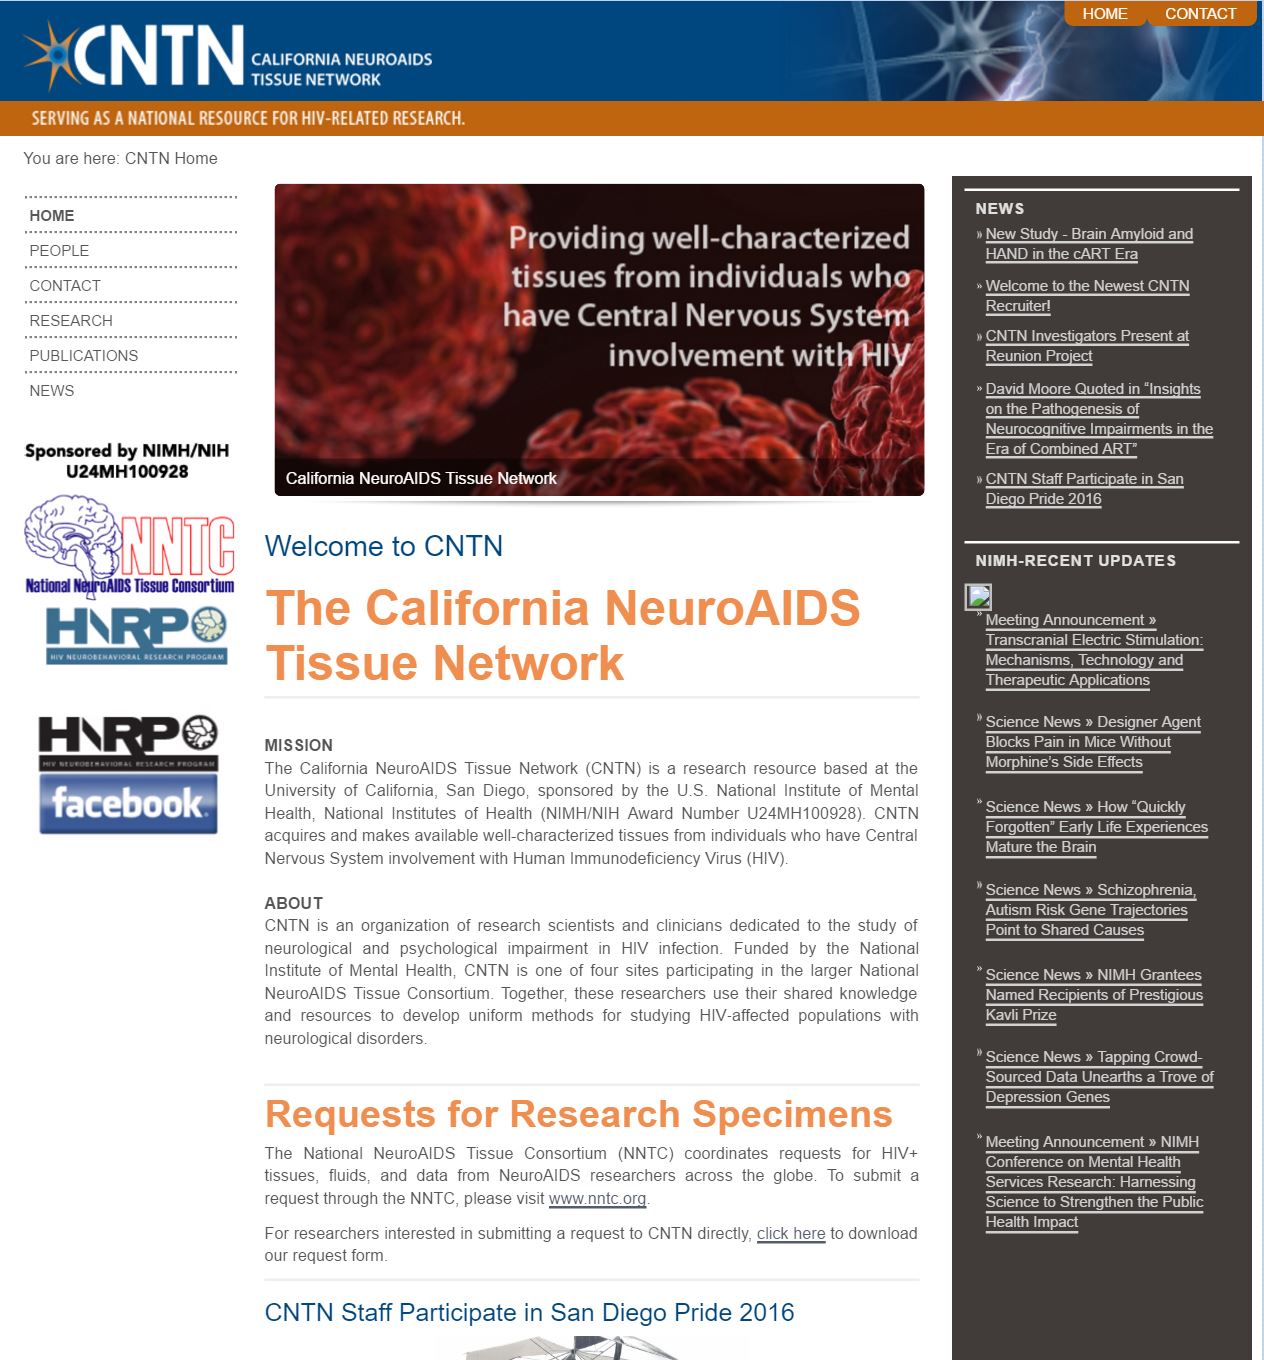 HOME
CONTACT
CNTN
CALIFORNIA NEUROAIDS
TISSUE NETWORK
SERVING AS A NATIONAL RESOURCE FOR HIV-RELATED RESEARCH.
You are here: CNTN Home
HOME
PEOPLE
CONTACT
RESEARCH
PUBLICATIONS
NEWS
Sponsored by NIMH/NIH
U24MH100928
NNTC
National NeuroAIDS Tissue Consortium
HNRP
HIV NEUROBEHAVIORAL RESEARCH PROGRAM
HNRP
HIV NEUROBEHAVIORAL RESEARCH PROGRAM
facebook
Providing well-characterized
tissues from individuals who
have Central Nervous System
involvement with HIV
California NeuroAIDS Tissue Network
Welcome to CNTN
The California NeuroAIDS
Tissue Network
MISSION
The California NeuroAIDS Tissue Network (CNTN) is a research resource based at the
University of California, San Diego, sponsored by the U.S. National Institute of Mental
Health, National Institutes of Health (NIMH/NIH Award Number U24MH100928). CNTN
acquires and makes available well-characterized tissues from individuals who have Central
Nervous System involvement with Human Immunodeficiency Virus (HIV).
ABOUT
CNTN is an organization of research scientists and clinicians dedicated to the study of
neurological and psychological impairment in HIV infection. Funded by the National
Institute of Mental Health, CNTN is one of four sites participating in the larger National
NeuroAIDS Tissue Consortium. Together, these researchers use their shared knowledge
and resources to develop uniform methods for studying HIV-affected populations with
neurological disorders.
Requests for Research Specimens
The National NeuroAIDS Tissue Consortium (NNTC) coordinates requests for HIV+
tissues, fluids, and data from NeuroAIDS researchers across the globe. To submit a
request through the NNTC, please visit www.nntc.org.
For researchers interested in submitting a request to CNTN directly, click here to download
our request form.
CNTN Staff Participate in San Diego Pride 2016
NEWS
» New Study - Brain Amyloid and
HAND in the cART Era
» Welcome to the Newest CNTN
Recruiter!
» CNTN Investigators Present at
Reunion Project
» David Moore Quoted in “Insights
on the Pathogenesis of
Neurocognitive Impairments in the
Era of Combined ART”
» CNTN Staff Participate in San
Diego Pride 2016
NIMH-RECENT UPDATES
» Meeting Announcement »
Transcranial Electric Stimulation:
Mechanisms, Technology and
Therapeutic Applications
» Science News » Designer Agent
Blocks Pain in Mice Without
Morphine’s Side Effects
» Science News » How “Quickly
Forgotten” Early Life Experiences
Mature the Brain
» Science News » Schizophrenia,
Autism Risk Gene Trajectories
Point to Shared Causes
» Science News » NIMH Grantees
Named Recipients of Prestigious
Kavli Prize
» Science News » Tapping Crowd-
Sourced Data Unearths a Trove of
Depression Genes
» Meeting Announcement » NIMH
Conference on Mental Health
Services Research: Harnessing
Science to Strengthen the Public
Health Impact